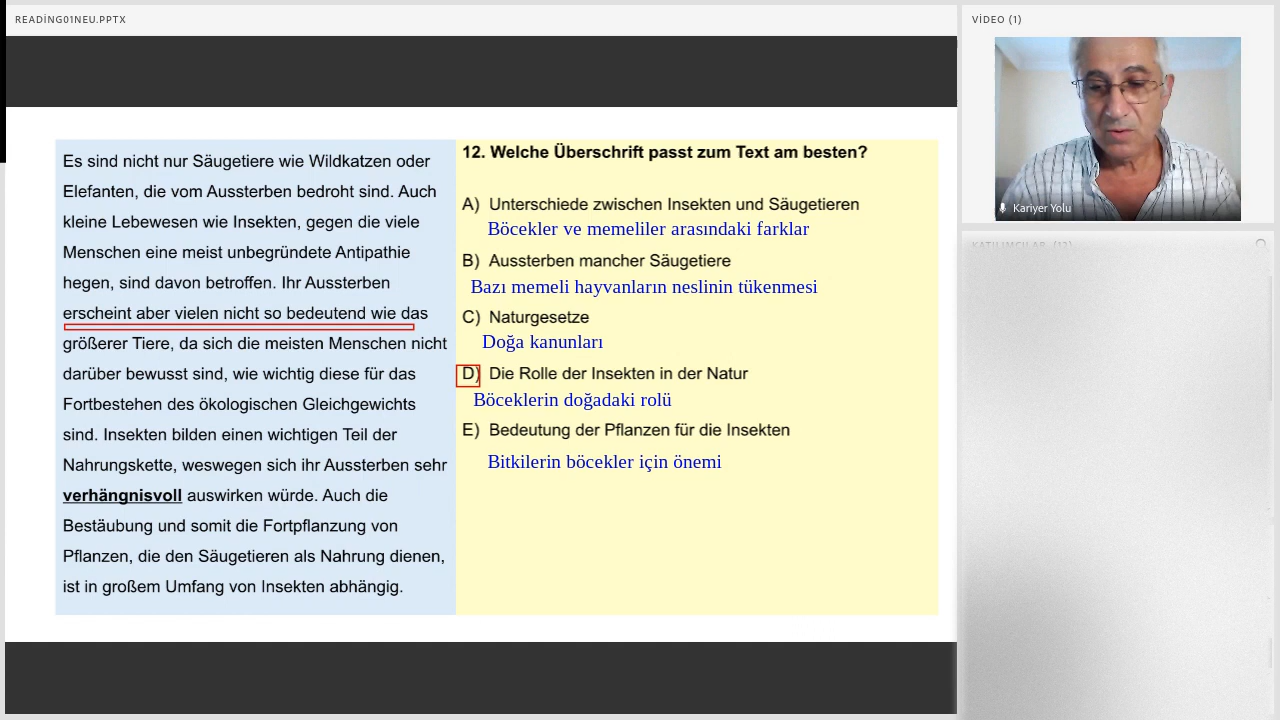 READİNG01NEU.PPTX
Es sind nicht nur Säugetiere wie Wildkatzen oder
Elefanten, die vom Aussterben bedroht sind. Auch
kleine Lebewesen wie Insekten, gegen die viele
Menschen eine meist unbegründete Antipathie
hegen, sind davon betroffen. Ihr Aussterben
erscheint aber vielen nicht so bedeutend wie das
größerer Tiere, da sich die meisten Menschen nicht
darüber bewusst sind, wie wichtig diese für das
Fortbestehen des ökologischen Gleichgewichts
sind. Insekten bilden einen wichtigen Teil der
Nahrungskette, weswegen sich ihr Aussterben sehr
verhängnisvoll auswirken würde. Auch die
Bestäubung und somit die Fortpflanzung von
Pflanzen, die den Säugetieren als Nahrung dienen,
ist in großem Umfang von Insekten abhängig.
12. Welche Überschrift passt zum Text am besten?
A) Unterschiede zwischen Insekten und Säugetieren
Böcekler ve memeliler arasındaki farklar
B) Aussterben mancher Säugetiere
Bazı memeli hayvanların neslinin tükenmesi
C) Naturgesetze
Doğa kanunları
D) Die Rolle der Insekten in der Natur
Böceklerin doğadaki rolü
E) Bedeutung der Pflanzen für die Insekten
Bitkilerin böcekler için önemi
VİDEO (1)
Kariyer Yolu